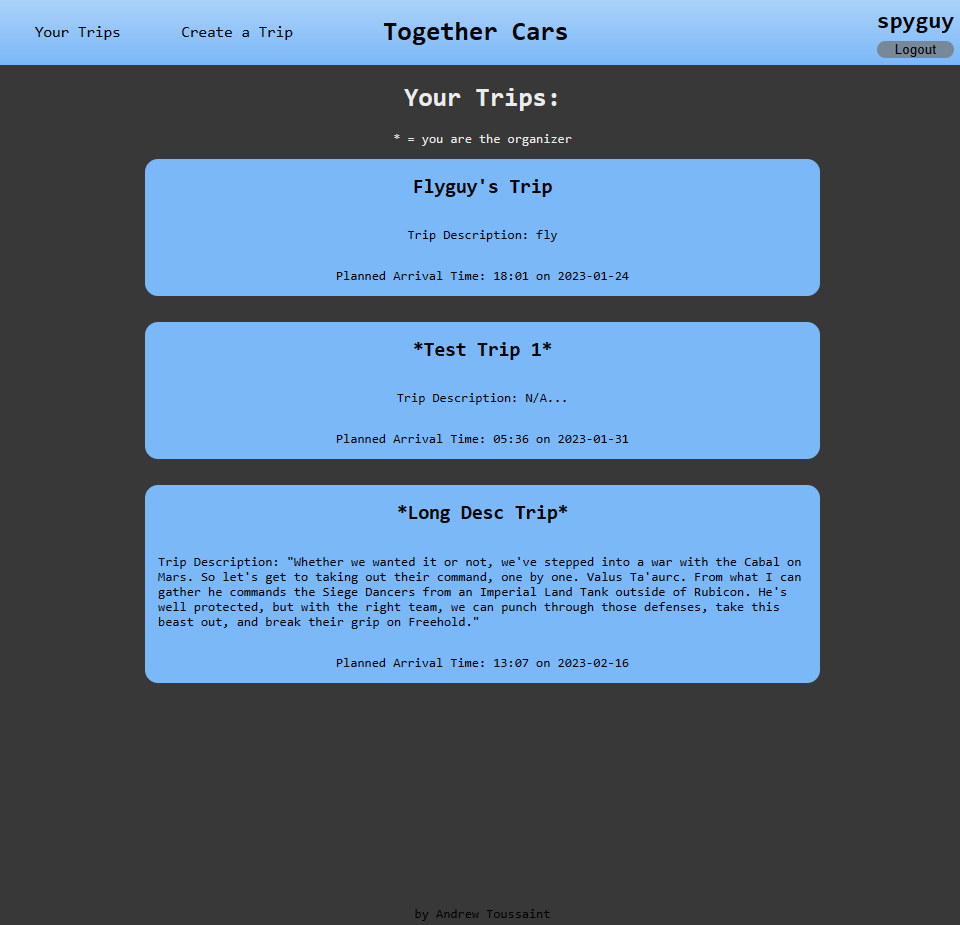 Your Trips Create a Trip Together Cars spyguy
Logout
Your Trips:
* = you are the organizer
Flyguy's Trip
Trip Description: fly
Planned Arrival Time: 18:01 on 2023-01-24
*Test Trip 1*
Trip Description: N/A...
Planned Arrival Time: 05:36 on 2023-01-31
*Long Desc Trip*
Trip Description: "Whether we wanted it or not, we've stepped into a war with the Cabal on
Mars. So let's get to taking out their command, one by one. Valus Ta'aurc. From what I can
gather he commands the Siege Dancers from an Imperial Land Tank outside of Rubicon. He's
well protected, but with the right team, we can punch through those defenses, take this
beast out, and break their grip on Freehold."
Planned Arrival Time: 13:07 on 2023-02-16
by Andrew Toussaint